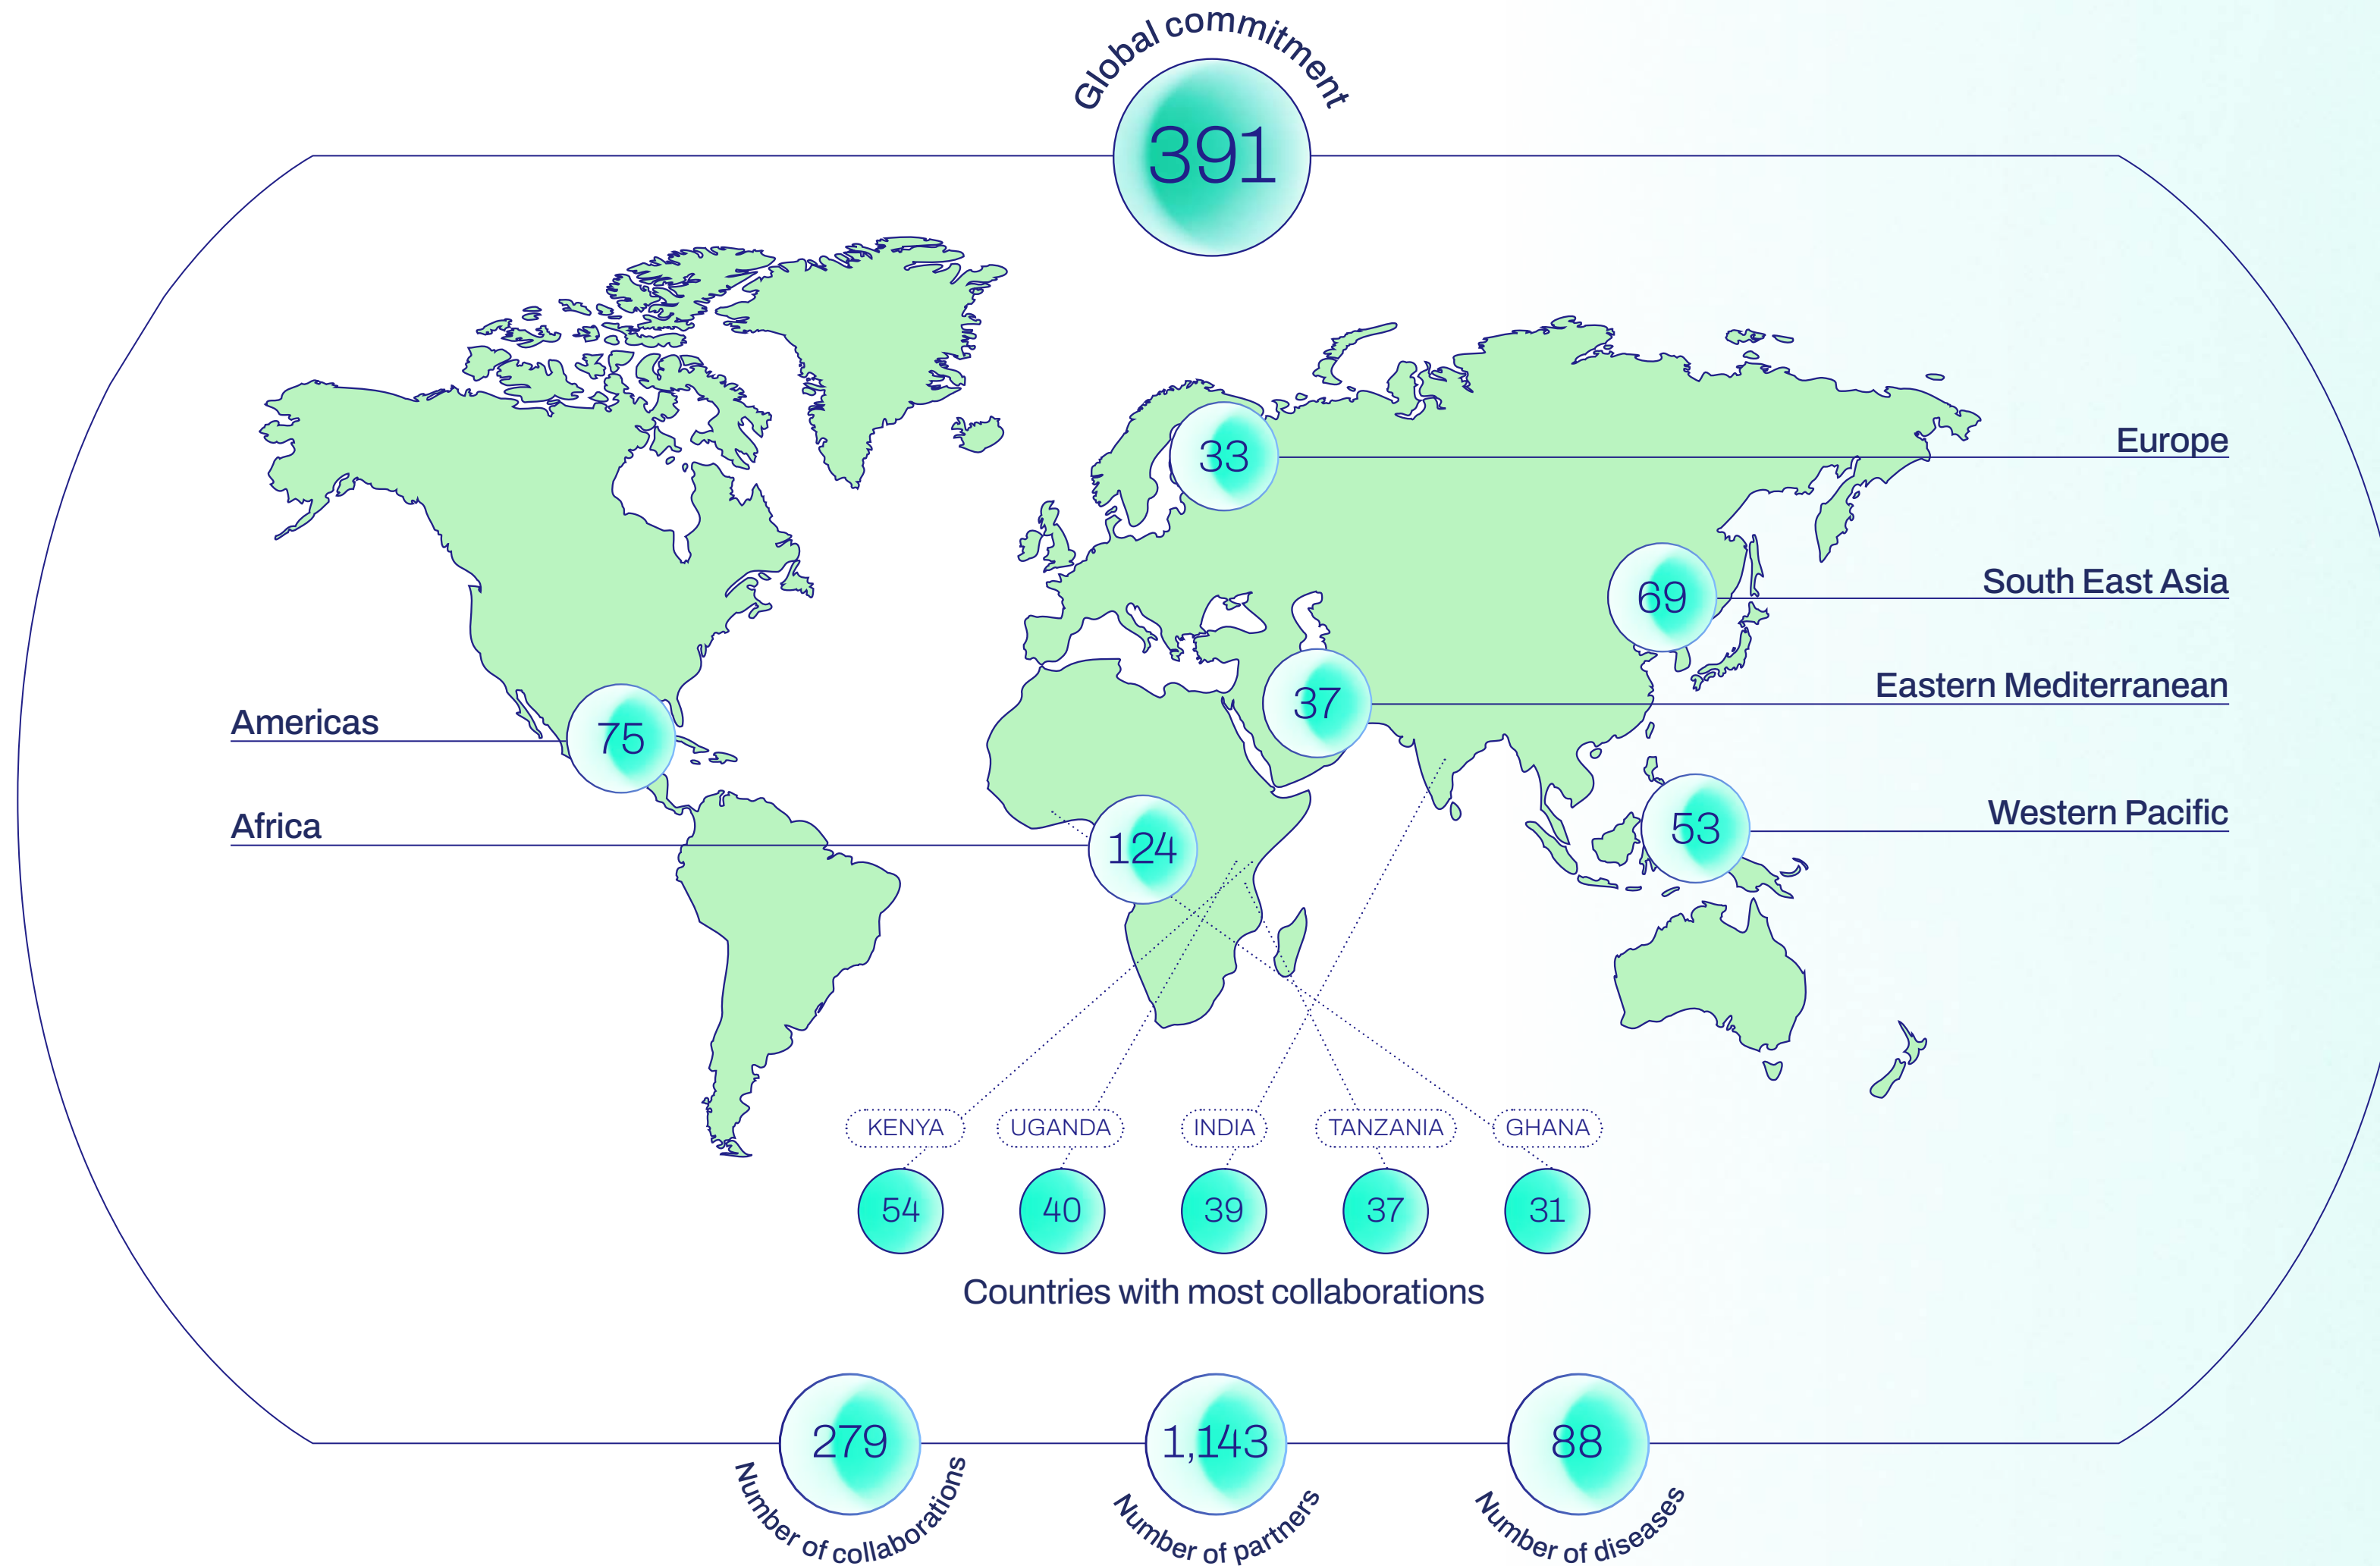 Global commitment
391
33
Europe
69
South East Asia
37
Eastern Mediterranean
Americas
75
Africa
124
53
Western Pacific
KENYA
UGANDA
INDIA
TANZANIA
GHANA
54
40
39
37
31
Countries with most collaborations
279
Number of collaborations
1,143
Number of partners
88
Number of diseases